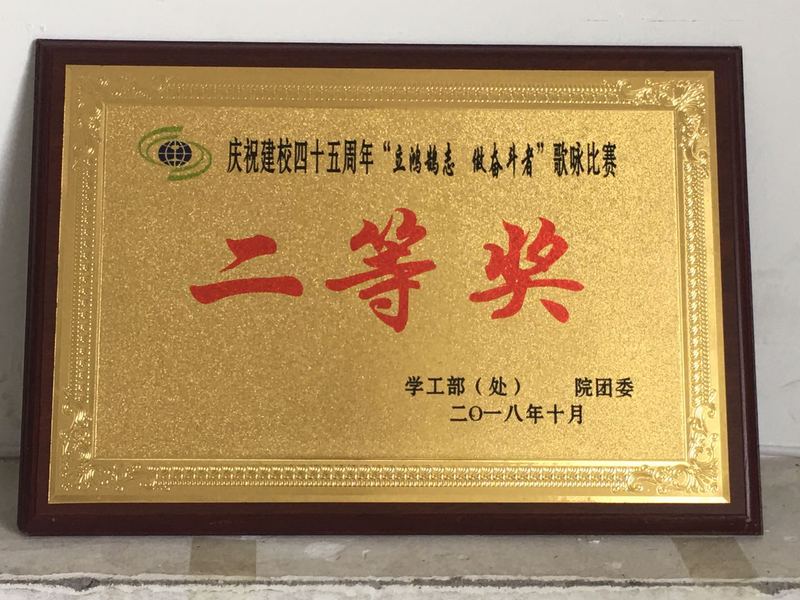 庆祝建校四十五周年“立鸿鹄志 做奋斗者”歌咏比赛
二等奖
学工部（处） 院团委
二〇一八年十月